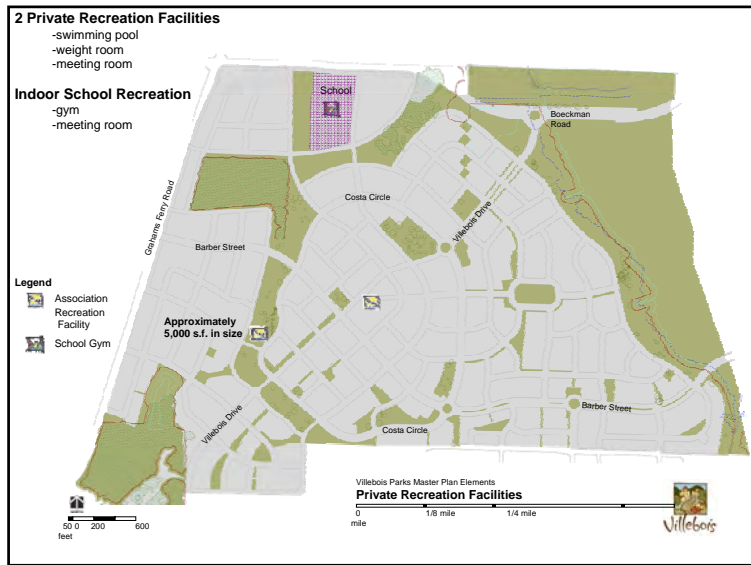 2 Private Recreation Facilities
-swimming pool
-weight room
-meeting room
Indoor School Recreation
-gym
-meeting room
School
Boeckman
Road
Grahams Ferry Road
Costa Circle
Villebois Drive
Barber Street
Legend
Association
Recreation
Facility
School Gym
Approximately
5,000 s.f. in size
Villebois Drive
Costa Circle
Barber Street
Villebois Parks Master Plan Elements
Private Recreation Facilities
0
mile
1/8 mile
1/4 mile
50 0 200 600
feet
Villebois